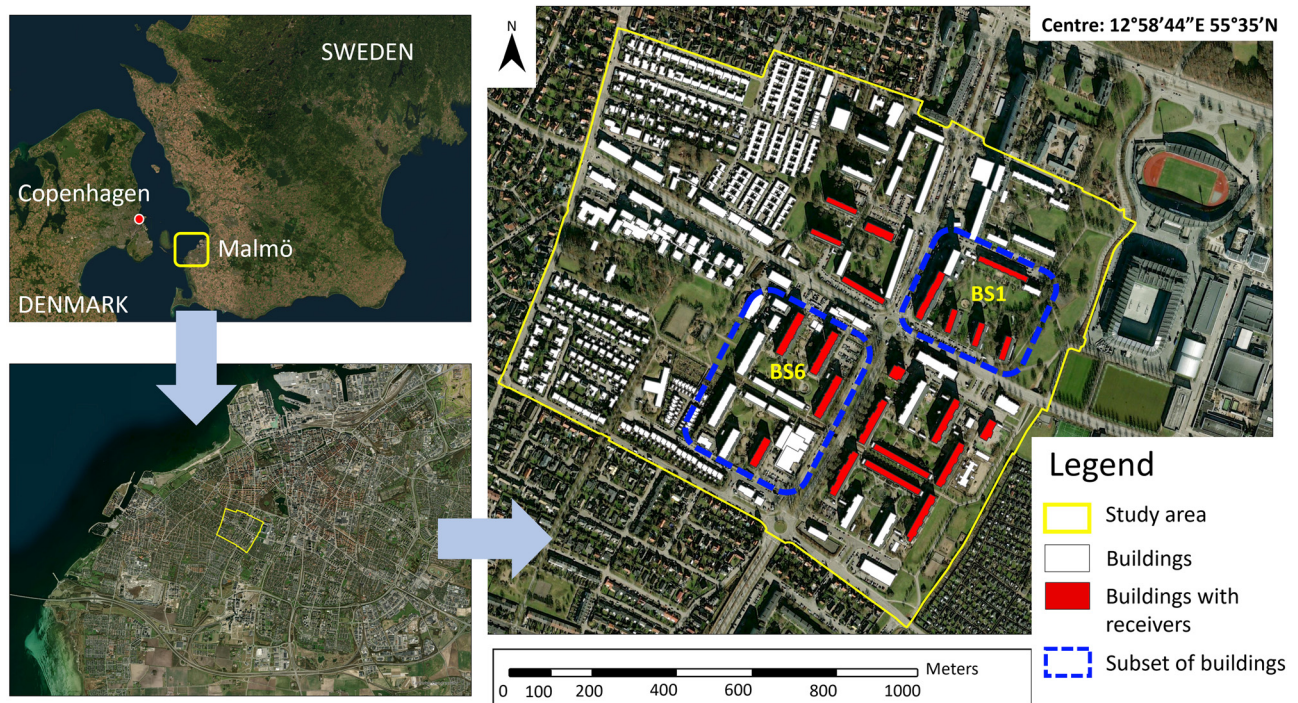 SWEDEN
Copenhagen
Malmö
DENMARK
N
Centre: 12°58’44”E 55°35’N
BS1
BS6
Legend
Study area
Buildings
Buildings with
receivers
Subset of buildings
Meters
0 100 200 400 600 800 1000